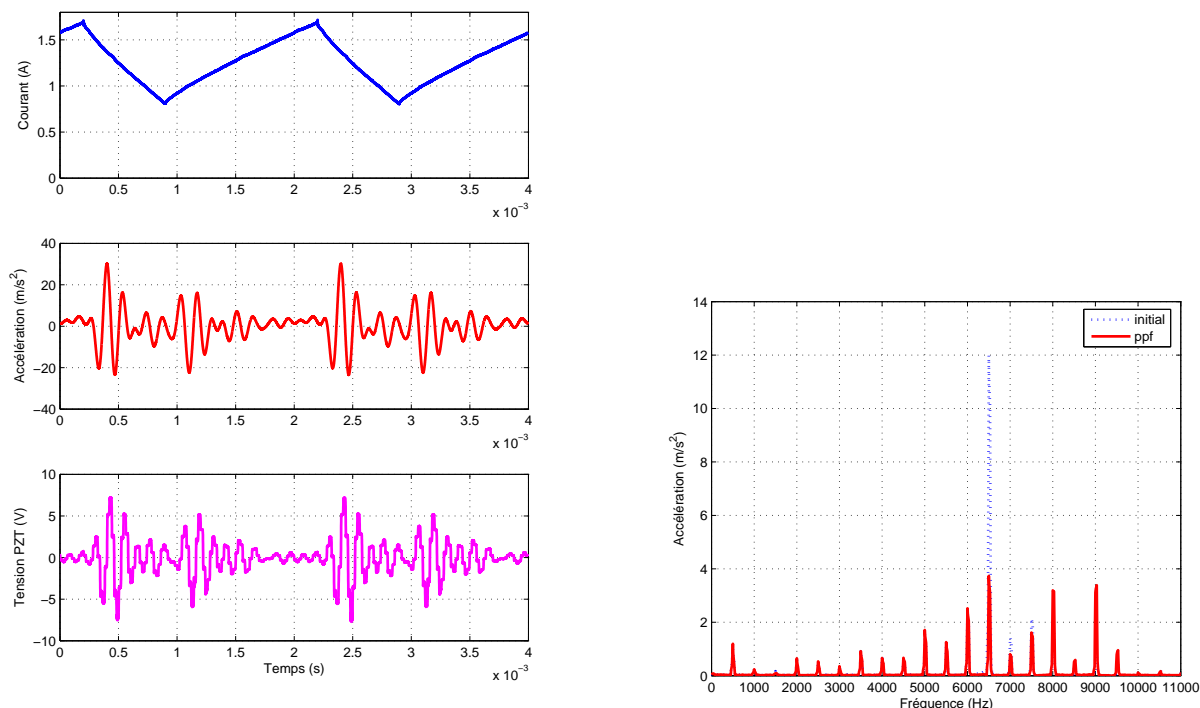 1.5
1
0.5
0
Courant (A)
0 0.5 1 1.5 2 2.5 3 3.5 4
x 10⁻³
40
20
0
−20
−40
Accélération (m/s²)
0 0.5 1 1.5 2 2.5 3 3.5 4
x 10⁻³
10
5
0
−5
−10
Tension PZT (V)
0 0.5 1 1.5 2 2.5 3 3.5 4
Temps (s)
x 10⁻³
14
12
10
8
6
4
2
0
Accélération (m/s²)
initial
ppf
0 1000 2000 3000 4000 5000 6000 7000 8000 9000 10000 11000
Fréquence (Hz)